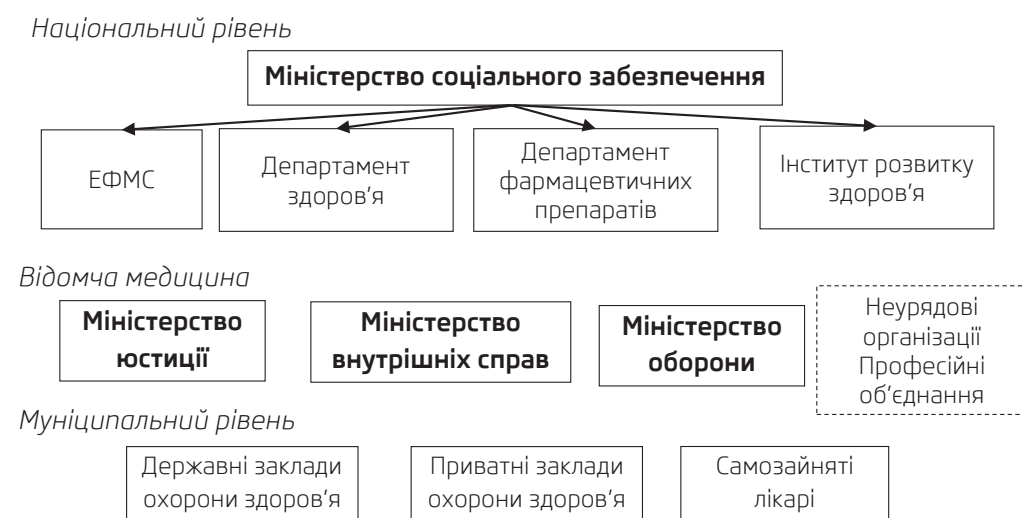 Національний рівень
Міністерство соціального забезпечення
ЕФМС
Департамент
здоров’я
Департамент
фармацевтичних
препаратів
Інститут розвитку
здоров’я
Відомча медицина
Міністерство
юстиції
Міністерство
внутрішніх справ
Міністерство
оборони
Неурядові
організації
Професійні
об’єднання
Муніципальний рівень
Державні заклади
охорони здоров’я
Приватні заклади
охорони здоров’я
Самозайняті
лікарі